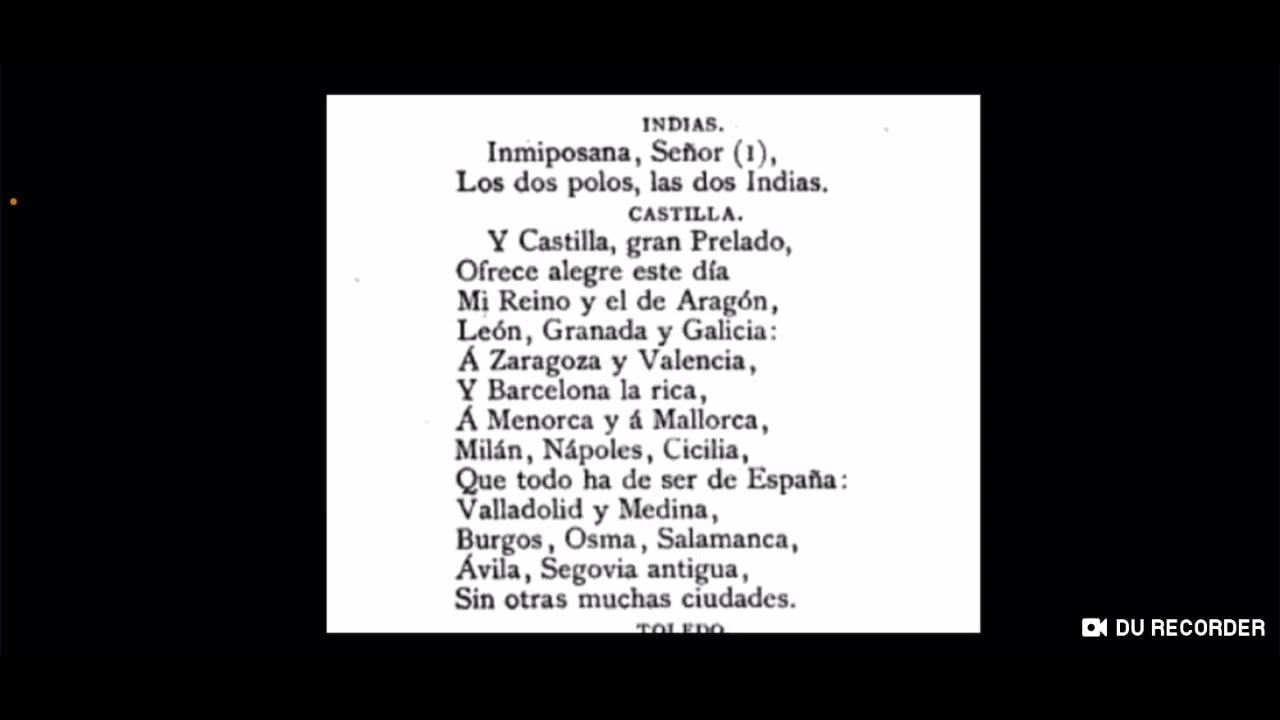 INDIAS.
Inmiposana, Señor (1),
Los dos polos, las dos Indias.
CASTILLA.
Y Castilla, gran Prelado,
Ofrece alegre este día
Mi Reino y el de Aragón,
León, Granada y Galicia:
Á Zaragoza y Valencia,
Y Barcelona la rica,
Á Menorca y á Mallorca,
Milán, Nápoles, Cicilia,
Que todo ha de ser de España:
Valladolid y Medina,
Burgos, Osma, Salamanca,
Ávila, Segovia antigua,
Sin otras muchas ciudades.
TOLEDO.
DU RECORDER